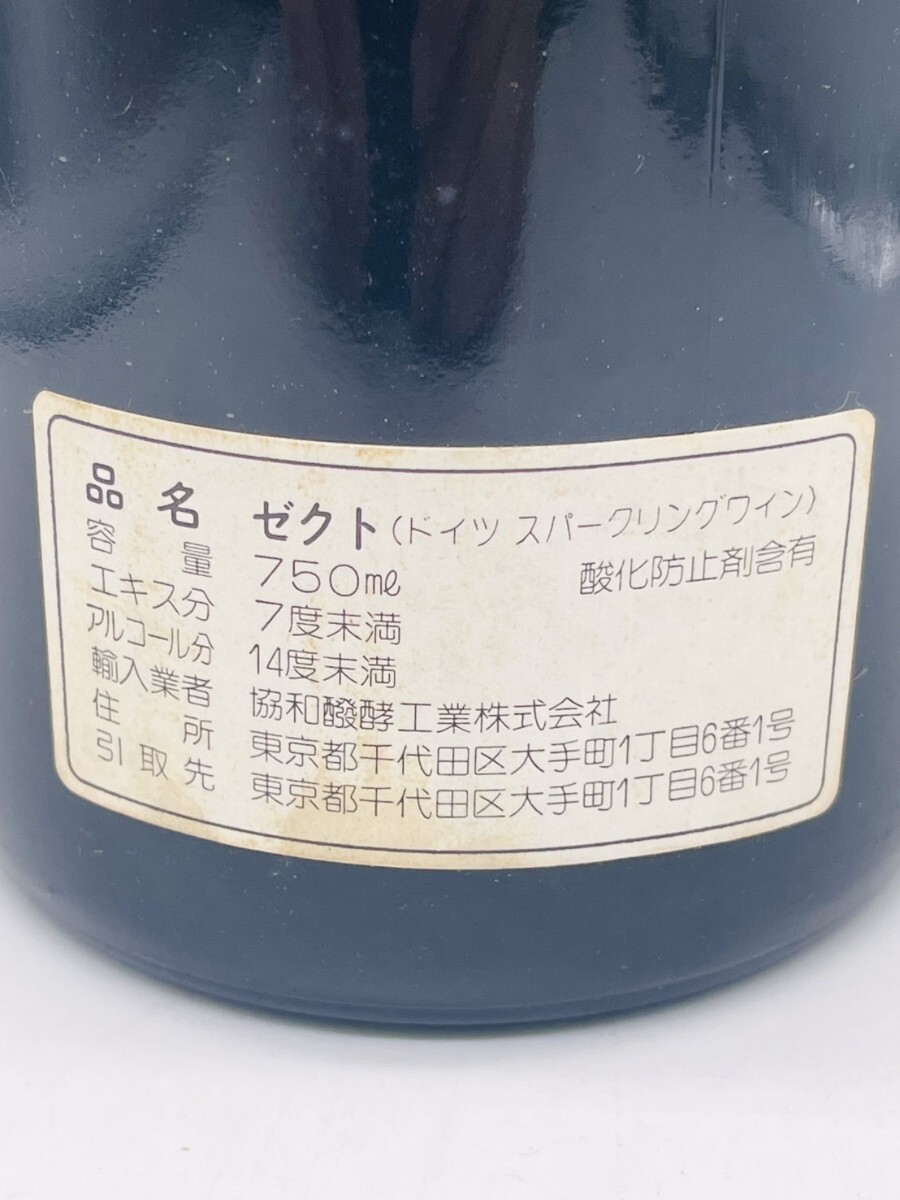 品名 ゼクト(ドイツ スパークリングワイン)
容量 750ml 酸化防止剤含有
エキス分 7度未満
アルコール分 14度未満
輸入業者 協和醱酵工業株式会社
住所 東京都千代田区大手町1丁目6番1号
引取先 東京都千代田区大手町1丁目6番1号